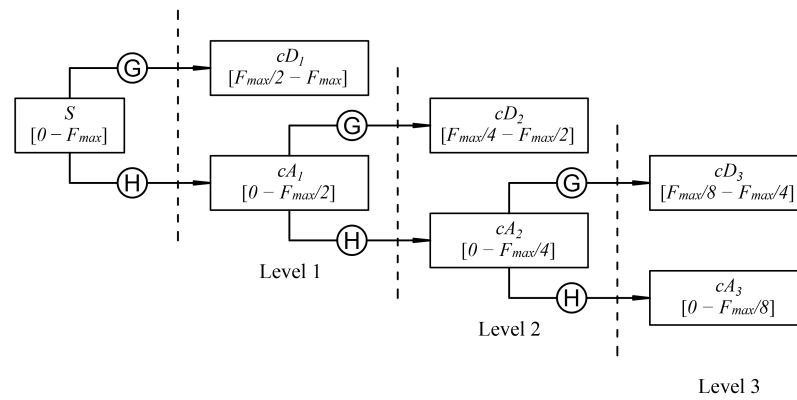 G
cD1
[Fmax/2 – Fmax]
S
[0 – Fmax]
H
cA1
[0 – Fmax/2]
Level 1
G
cD2
[Fmax/4 – Fmax/2]
H
cA2
[0 – Fmax/4]
Level 2
G
cD3
[Fmax/8 – Fmax/4]
H
cA3
[0 – Fmax/8]
Level 3